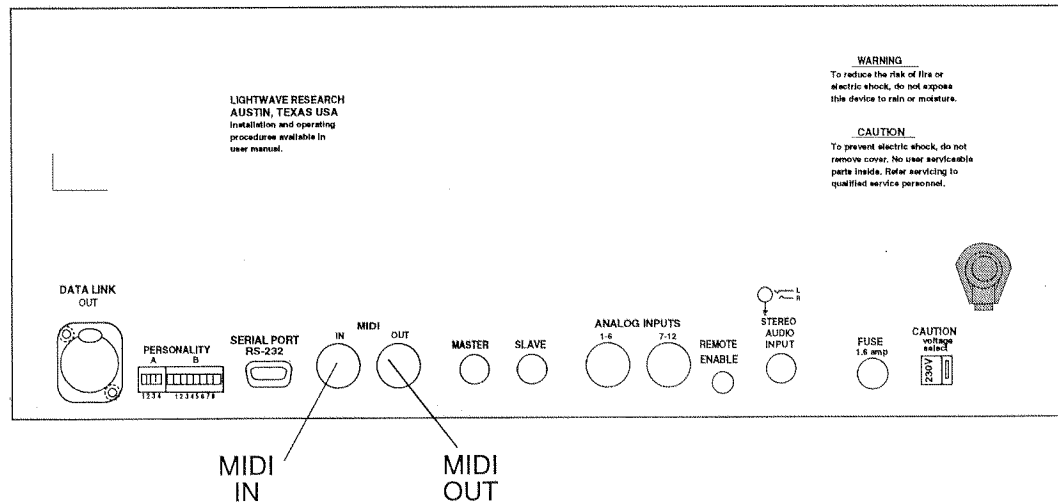 WARNING
To reduce the risk of fire or
electric shock, do not expose
this device to rain or moisture.
LIGHTWAVE RESEARCH
AUSTIN, TEXAS USA
Installation and operating
procedures available in
user manual.
CAUTION
To prevent electric shock, do not
remove cover. No user serviceable
parts inside. Refer servicing to
qualified service personnel.
DATA LINK
OUT
PERSONALITY
A B
1234 12345678
SERIAL PORT
RS-232
MIDI
IN OUT
MASTER
SLAVE
ANALOG INPUTS
1-6 7-12
REMOTE
ENABLE
L
R
STEREO
AUDIO
INPUT
FUSE
1.6 amp
CAUTION
voltage
select
230V
MIDI
IN
MIDI
OUT